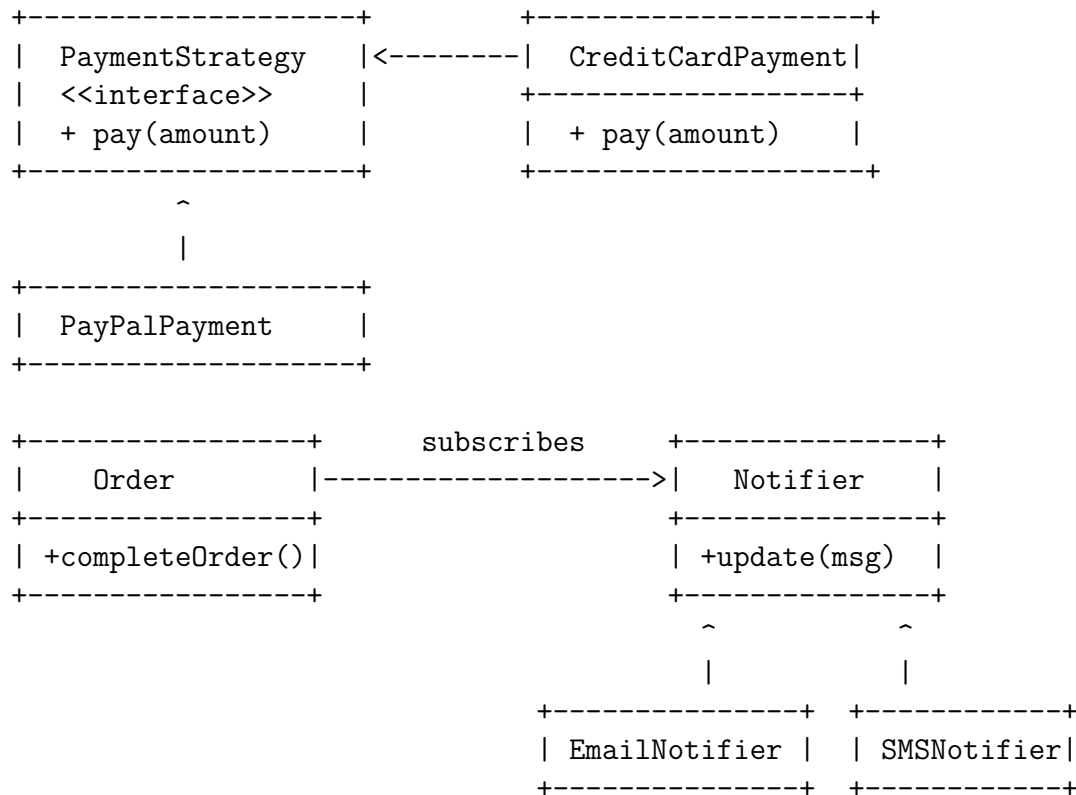 PaymentStrategy CreditCardPayment
<<interface>>
+ pay(amount) + pay(amount)
PayPalPayment
subscribes
Order Notifier
+completeOrder() +update(msg)
EmailNotifier SMSNotifier